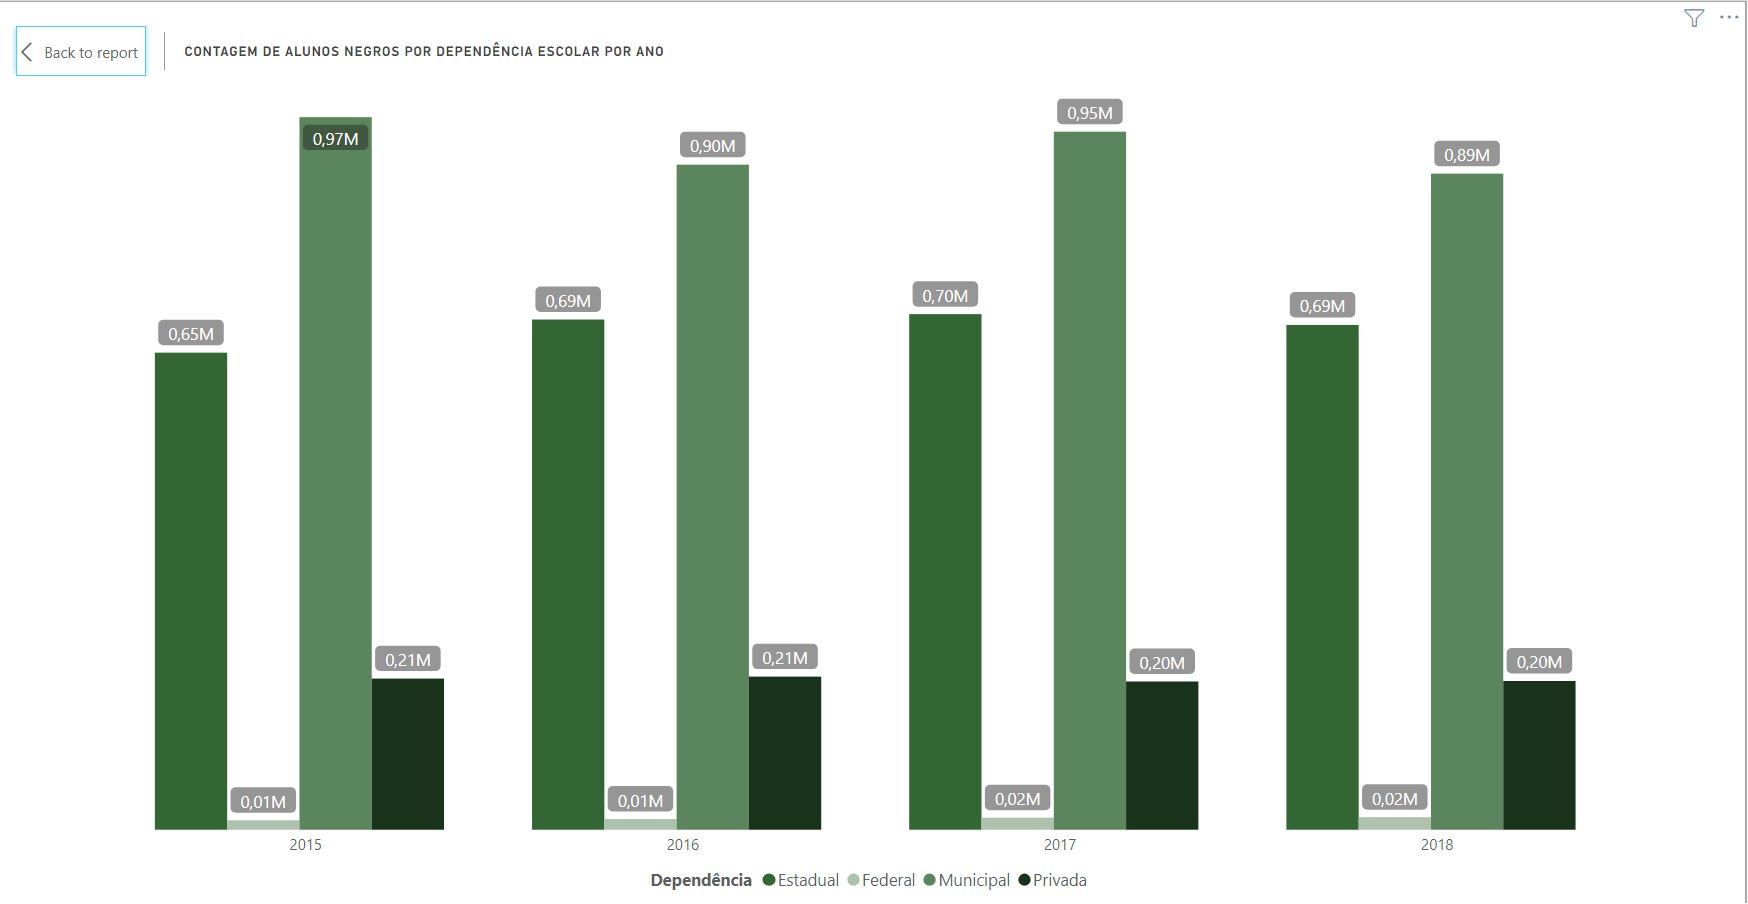 Back to report
CONTAGEM DE ALUNOS NEGROS POR DEPENDÊNCIA ESCOLAR POR ANO
0,65M
0,01M
0,97M
0,21M
0,69M
0,01M
0,90M
0,21M
0,70M
0,02M
0,95M
0,20M
0,69M
0,02M
0,89M
0,20M
2015
2016
2017
2018
Dependência Estadual Federal Municipal Privada